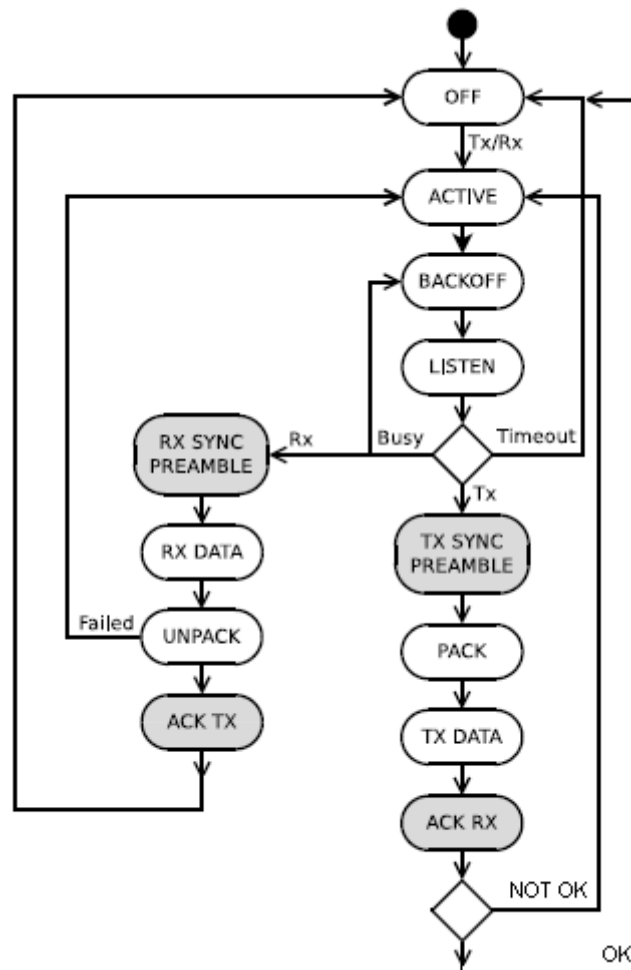 OFF
Tx/Rx
ACTIVE
BACKOFF
LISTEN
Rx
Busy
Timeout
RX SYNC
PREAMBLE
Tx
TX SYNC
PREAMBLE
RX DATA
Failed
UNPACK
PACK
ACK TX
TX DATA
ACK RX
NOT OK
OK